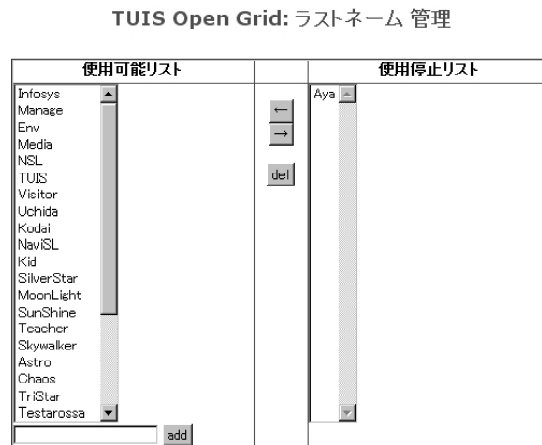 TUIS Open Grid: ラストネーム 管理
使用可能リスト
使用停止リスト
Infosys
Manage
Env
Media
NSL
TUIS
Visitor
Uchida
Kodai
NaviSL
Kid
SilverStar
MoonLight
SunShine
Teacher
Skywalker
Astro
Chaos
TriStar
Testarossa
add
←
→
del
Aya